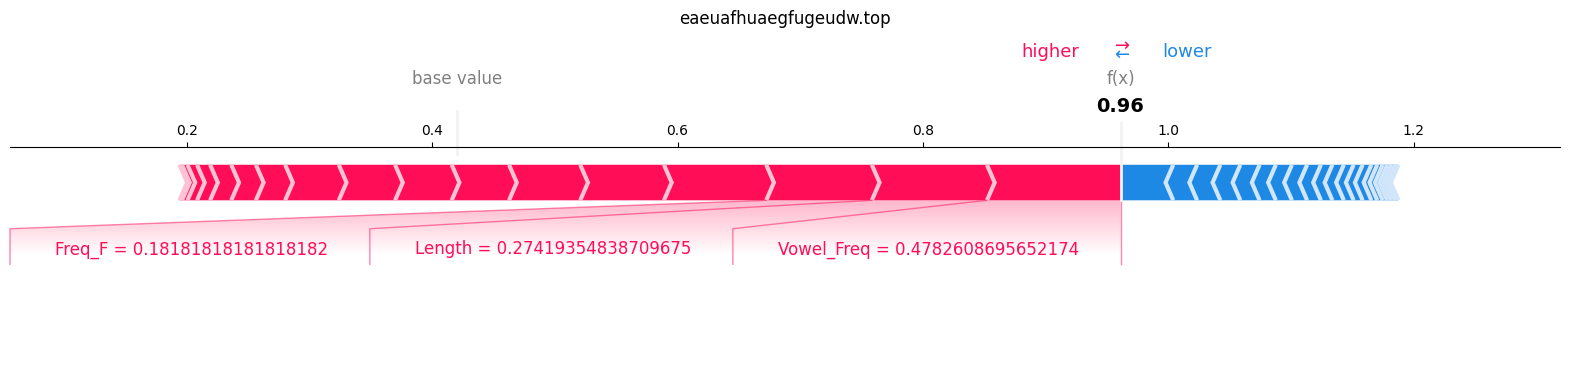 eaeuafhuaegfugeudw.top
higher ⇄ lower
base value f(x)
0.96
0.2 0.4 0.6 0.8 1.0 1.2
Freq_F = 0.18181818181818182 Length = 0.27419354838709675 Vowel_Freq = 0.4782608695652174